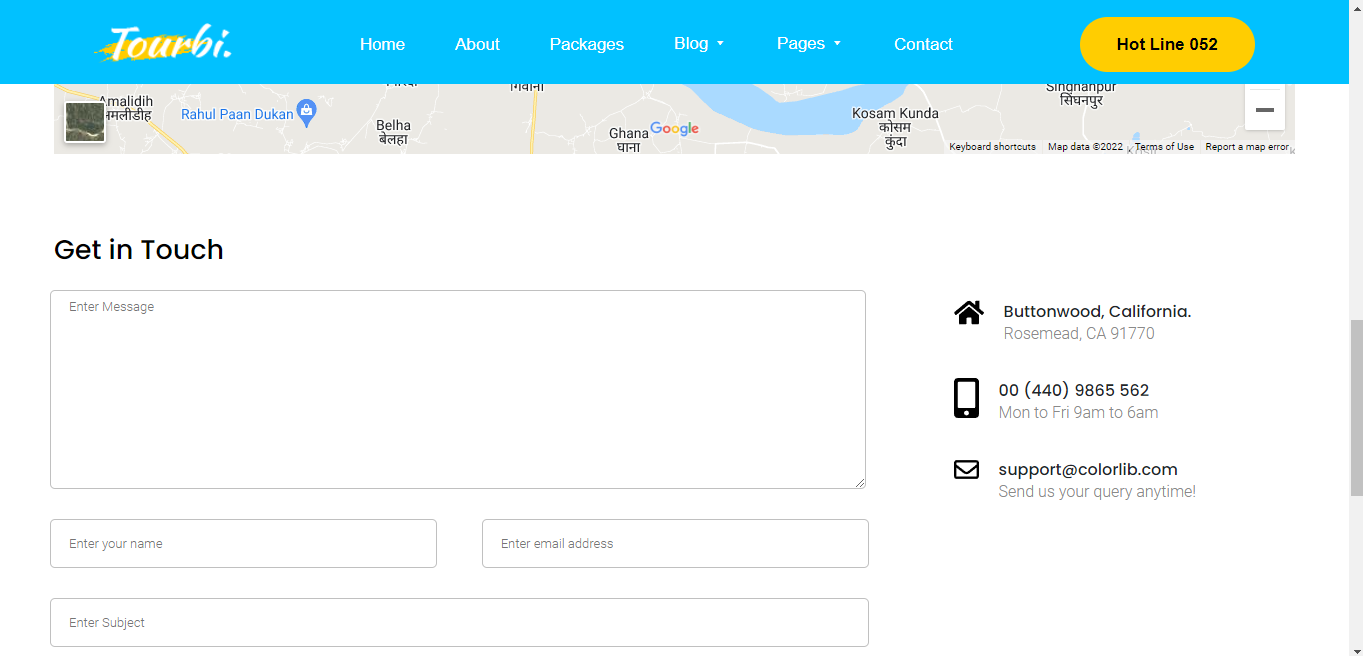 Tourbi.
Home
About
Packages
Blog
Pages
Contact
Hot Line 052
Amalidih
Rahul Paan Dukan
Belha
बेलहा
Ghana
घाना
Google
Kosam Kunda
कोसम
कुंदा
सिंघनपुर
Keyboard shortcuts
Map data ©2022
Terms of Use
Report a map error
Get in Touch
Enter Message
Buttonwood, California.
Rosemead, CA 91770
00 (440) 9865 562
Mon to Fri 9am to 6am
support@colorlib.com
Send us your query anytime!
Enter your name
Enter email address
Enter Subject